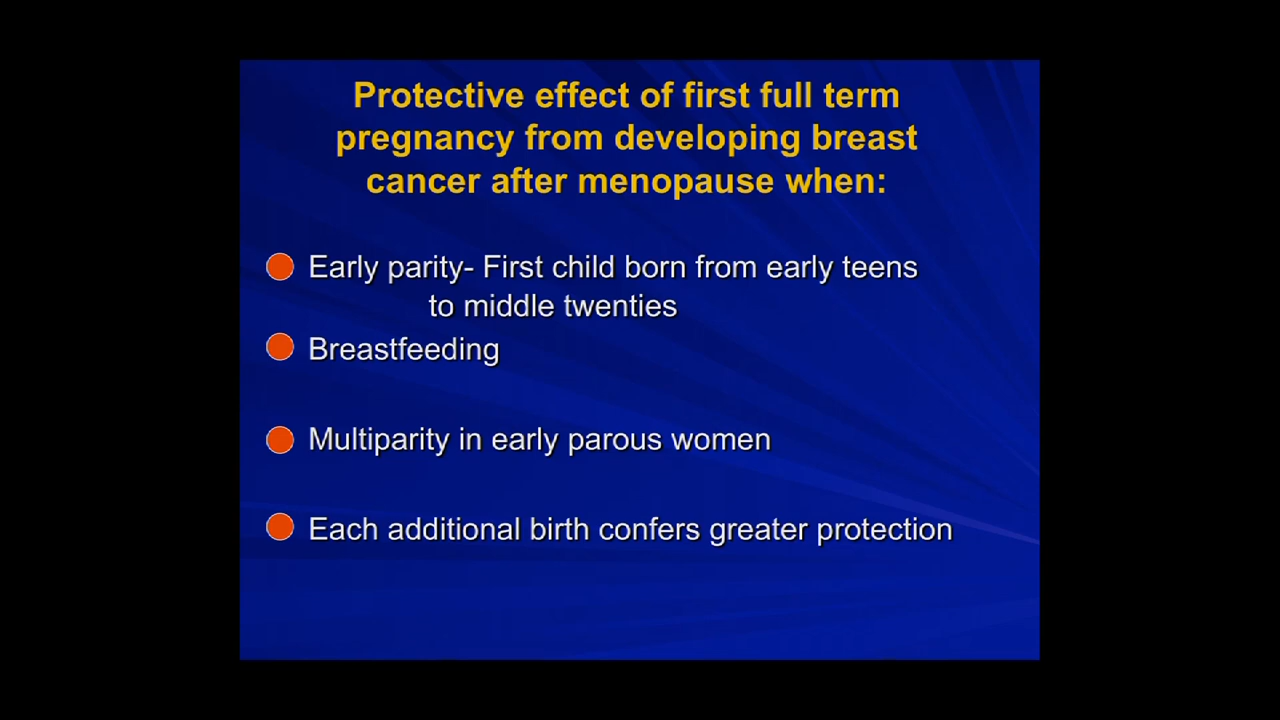 Protective effect of first full term
pregnancy from developing breast
cancer after menopause when:
Early parity- First child born from early teens
to middle twenties
Breastfeeding
Multiparity in early parous women
Each additional birth confers greater protection